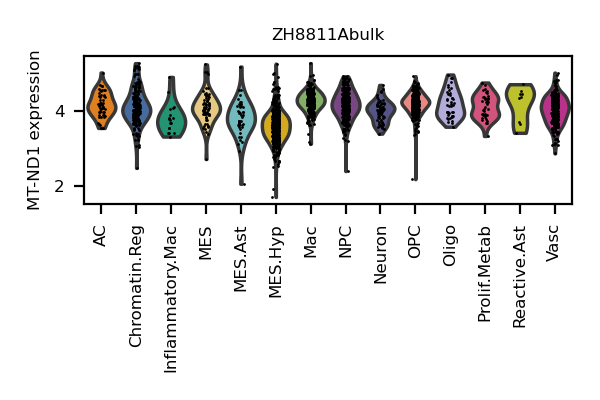 ZH8811Abulk
MT-ND1 expression
4
2
AC
Chromatin.Reg
Inflammatory.Mac
MES
MES.Ast
MES.Hyp
Mac
NPC
Neuron
OPC
Oligo
Prolif.Metab
Reactive.Ast
Vasc